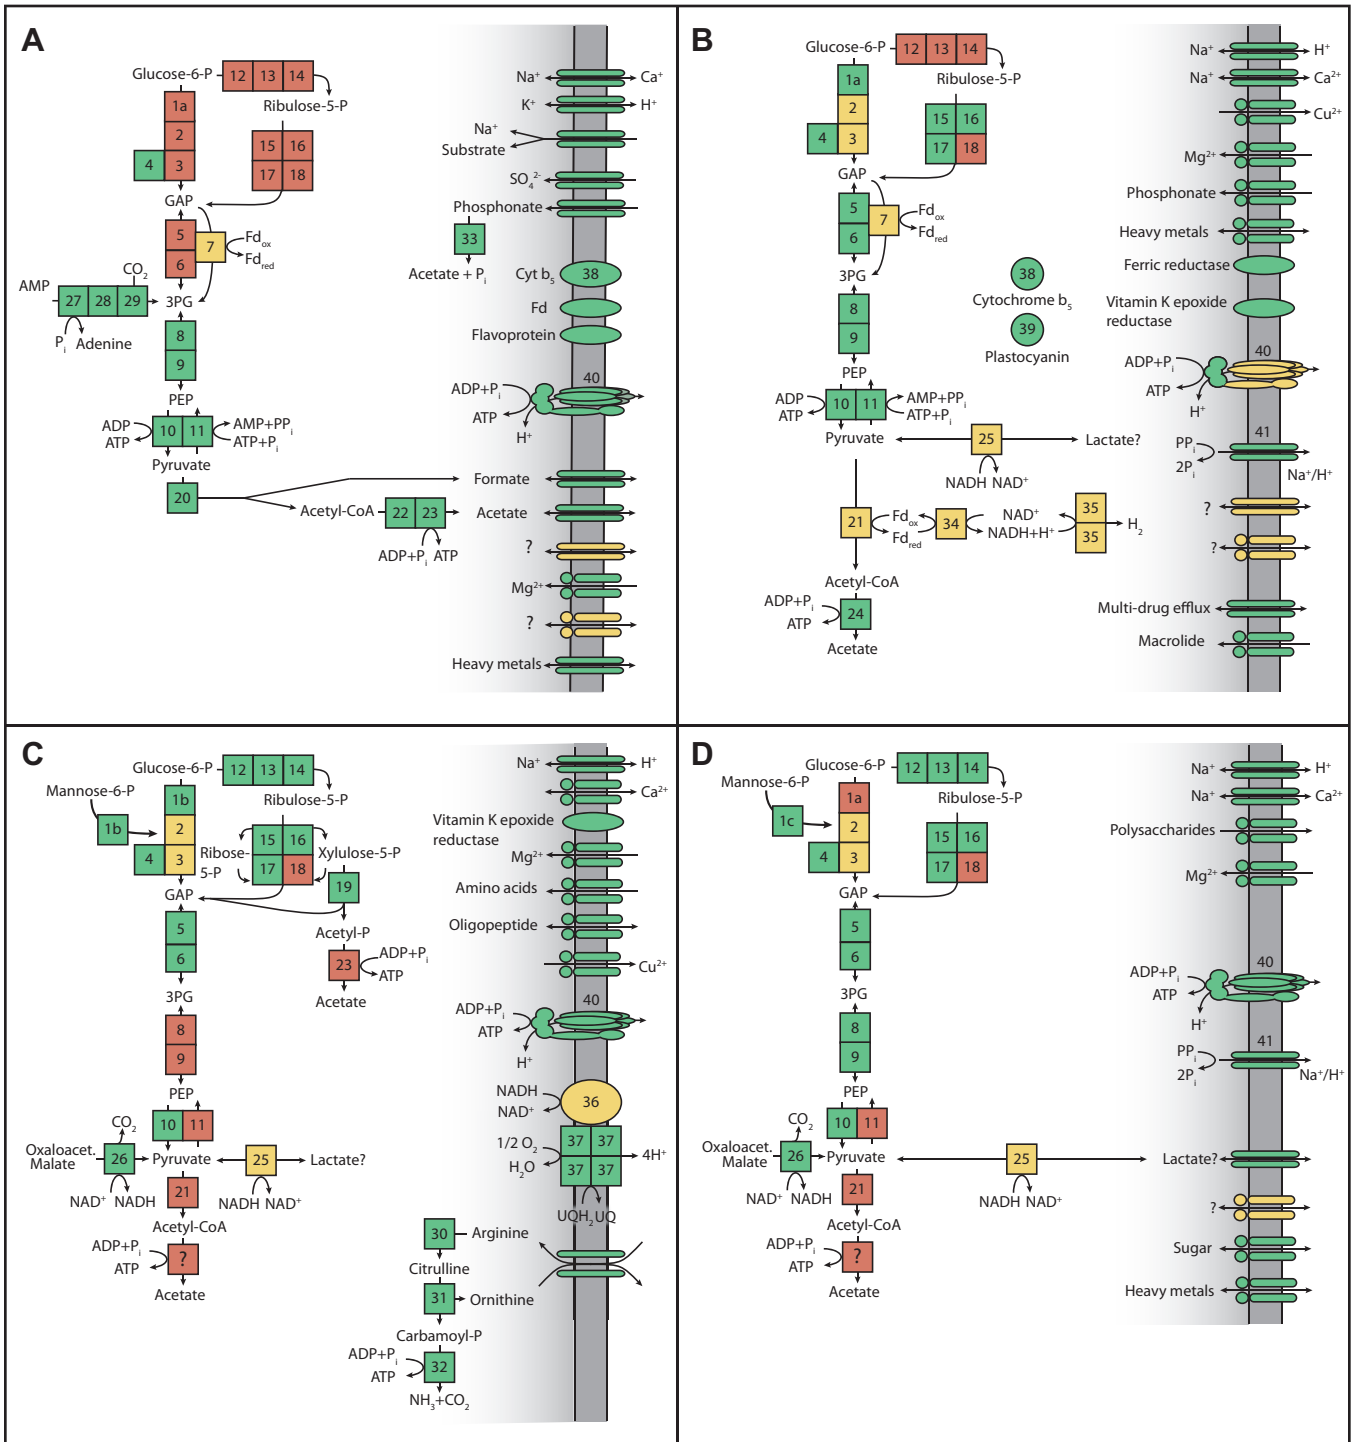 A
Glucose-6-P
12 13 14
Ribulose-5-P
1a
2
4 3
15 16
17 18
GAP
5
6
7
Fdox
Fdred
CO2
AMP
27 28 29
3PG
Pi Adenine
8
9
PEP
ADP
ATP
10 11
AMP+PPi
ATP+Pi
Pyruvate
20
Acetyl-CoA
22 23
ADP+Pi ATP
Na+
Ca+
K+
H+
Na+
Substrate
SO42-
Phosphonate
33
Acetate + Pi
Cyt b5
38
Fd
Flavoprotein
40
ADP+Pi
ATP
H+
Formate
Acetate
?
Mg2+
?
Heavy metals
B
Glucose-6-P
12 13 14
Ribulose-5-P
1a
2
4 3
15 16
17 18
GAP
5
6
7
Fdox
Fdred
3PG
8
9
PEP
ADP
ATP
10 11
AMP+PPi
ATP+Pi
Pyruvate
25
Lactate?
NADH NAD+
21
Fdox
Fdred
34
NAD+
NADH+H+
35
35
H2
Acetyl-CoA
ADP+Pi
ATP
24
Acetate
38
Cytochrome b5
39
Plastocyanin
Na+
H+
Na+
Ca2+
Cu2+
Mg2+
Phosphonate
Heavy metals
Ferric reductase
Vitamin K epoxide
reductase
40
ADP+Pi
ATP
H+
41
PPi
2Pi
Na+/H+
?
?
Multi-drug efflux
Macrolide
C
Glucose-6-P
12 13 14
Ribulose-5-P
Mannose-6-P
1b
1b
2
4 3
Ribose-
5-P
15 16
17 18
Xylulose-5-P
19
GAP
Acetyl-P
23
ADP+Pi
ATP
Acetate
5
6
3PG
8
9
PEP
CO2
10 11
Oxaloacet.
Malate
26
Pyruvate
25
Lactate?
NAD+ NADH
NADH NAD+
21
Acetyl-CoA
ADP+Pi
ATP
?
Acetate
Na+
H+
Ca2+
Vitamin K epoxide
reductase
Mg2+
Amino acids
Oligopeptide
Cu2+
40
ADP+Pi
ATP
H+
NADH
NAD+
36
1/2 O2
H2O
37 37
37 37
4H+
UQH2 UQ
30
Arginine
Citrulline
31
Ornithine
Carbamoyl-P
ADP+Pi
ATP
32
NH3+CO2
D
Glucose-6-P
12 13 14
Ribulose-5-P
Mannose-6-P
1a
1c
2
4 3
15 16
17 18
GAP
5
6
3PG
8
9
PEP
CO2
10 11
Oxaloacet.
Malate
26
Pyruvate
25
NAD+ NADH
NADH NAD+
21
Acetyl-CoA
ADP+Pi
ATP
?
Acetate
Na+
H+
Na+
Ca2+
Polysaccharides
Mg2+
40
ADP+Pi
ATP
H+
41
PPi
2Pi
Na+/H+
Lactate?
?
Sugar
Heavy metals